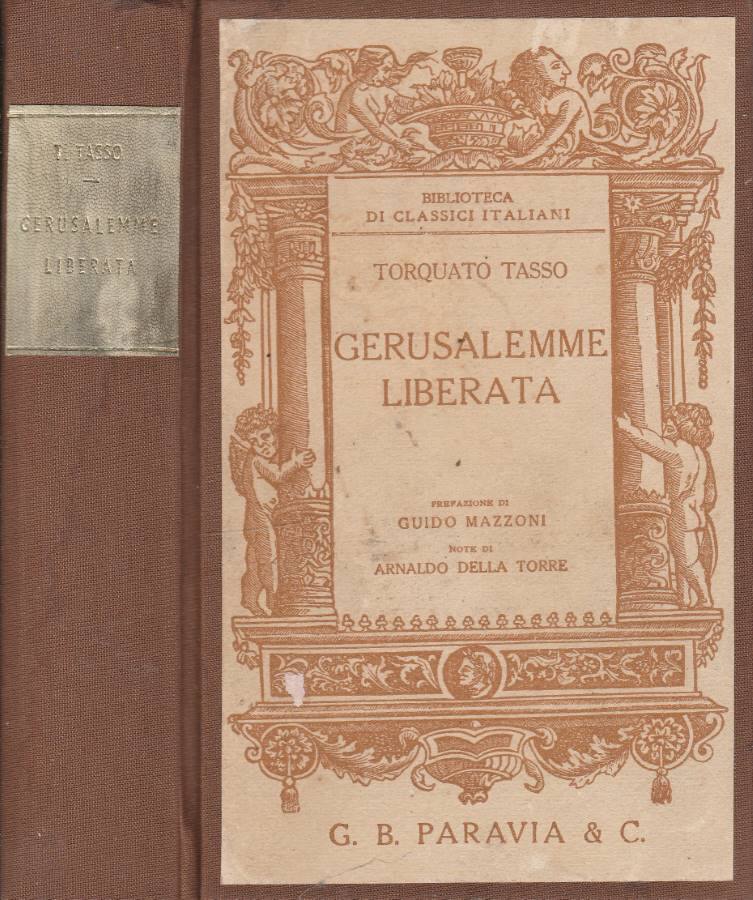 T. TASSO
GERUSALEMME
LIBERATA
BIBLIOTECA
DI CLASSICI ITALIANI
TORQUATO TASSO
GERUSALEMME
LIBERATA
PREFAZIONE DI
GUIDO MAZZONI
NOTE DI
ARNALDO DELLA TORRE
G. B. PARAVIA & C.